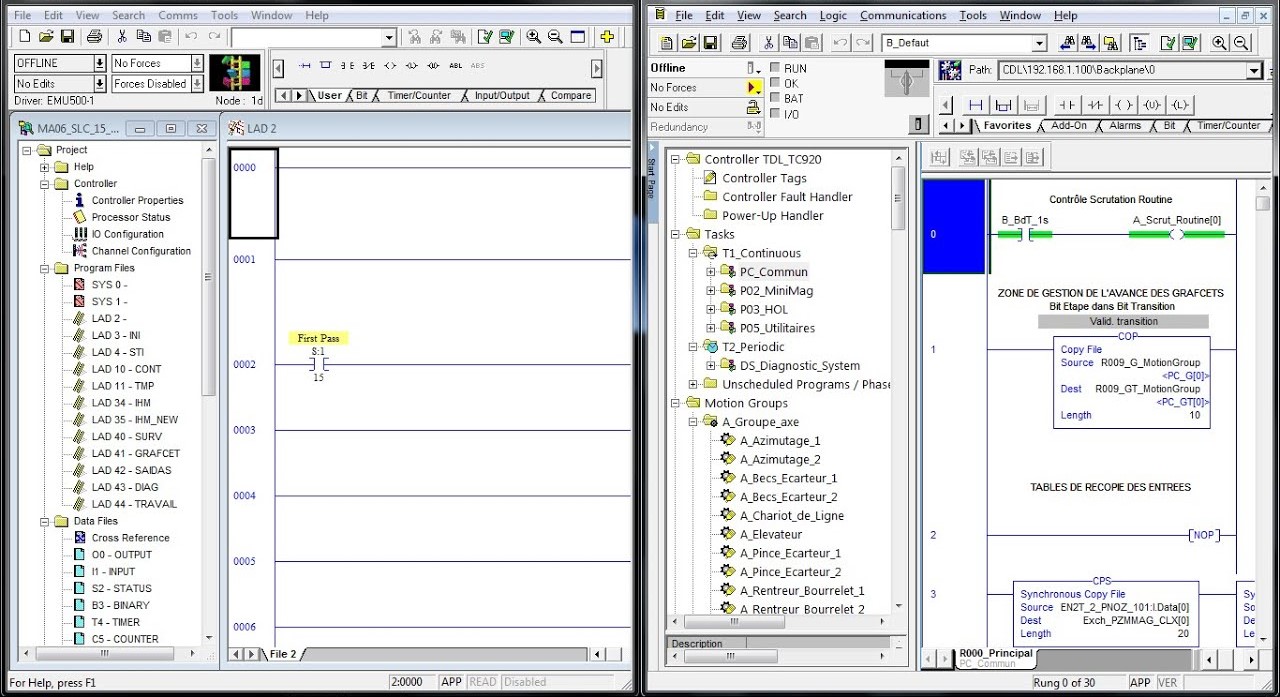 File Edit View Search Comms Tools Window Help
OFFLINE
No Forces
No Edits
Forces Disabled
Driver: EMU500-1
Node : 1d
ABL ABS
User Bit Timer/Counter Input/Output Compare
MA06_SLC_15_...
Project
Help
Controller
Controller Properties
Processor Status
IO Configuration
Channel Configuration
Program Files
SYS 0 -
SYS 1 -
LAD 2 -
LAD 3 - INI
LAD 4 - STI
LAD 10 - CONT
LAD 11 - TMP
LAD 34 - IHM
LAD 35 - IHM_NEW
LAD 40 - SURV
LAD 41 - GRAFCET
LAD 42 - SAIDAS
LAD 43 - DIAG
LAD 44 - TRAVAIL
Data Files
Cross Reference
O0 - OUTPUT
I1 - INPUT
S2 - STATUS
B3 - BINARY
T4 - TIMER
C5 - COUNTER
LAD 2
0000
0001
First Pass
S:1
0002
15
0003
0004
0005
0006
File 2
For Help, press F1
2:0000 APP READ Disabled
File Edit View Search Logic Communications Tools Window Help
B_Defaut
Offline
No Forces
No Edits
Redundancy
RUN
OK
BAT
I/O
Path: CDL\192.168.1.100\Backplane\0
Favorites Add-On Alarms Bit Timer/Counter
Start Page
Controller TDL_TC920
Controller Tags
Controller Fault Handler
Power-Up Handler
Tasks
T1_Continuous
PC_Commun
P02_MiniMag
P03_HOL
P05_Utilitaires
T2_Periodic
DS_Diagnostic_System
Unscheduled Programs / Phase
Motion Groups
A_Groupe_axe
A_Azimutage_1
A_Azimutage_2
A_Becs_Ecarteur_1
A_Becs_Ecarteur_2
A_Chariot_de_Ligne
A_Elevateur
A_Pince_Ecarteur_1
A_Pince_Ecarteur_2
A_Rentreur_Bourrelet_1
A_Rentreur_Bourrelet_2
Description
Contrôle Scrutation Routine
B_BdT_1s
A_Scrut_Routine[0]
0
ZONE DE GESTION DE L'AVANCE DES GRAFCETS
Bit Etape dans Bit Transition
Valid. transition
COP
1
Copy File
Source R009_G_MotionGroup
<PC_G[0]>
Dest R009_GT_MotionGroup
<PC_GT[0]>
Length 10
TABLES DE RECOPIE DES ENTREES
2
NOP
CPS
3
Synchronous Copy File
Source EN2T_2_PNOZ_101:I.Data[0]
Dest Exch_PZMMAG_CLX[0]
Length 20
Sy
So
De
Le
R000_Principal
PC_Commun
Rung 0 of 30 APP VER